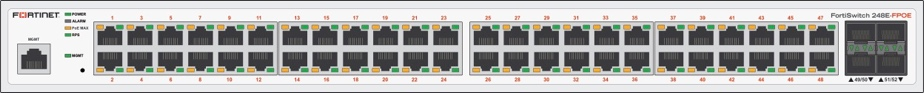 FORTINET
POWER
ALARM
PoE MAX
SPS
MGMT
MGMT
1 3 5 7 9 11 13 15 17 19 21 23 25 27 29 31 33 35 37 39 41 43 45 47
2 4 6 8 10 12 14 16 18 20 22 24 26 28 30 32 34 36 38 40 42 44 46 48
FortiSwitch 248E-FPOE
▲49/50▼ ▲51/52▼